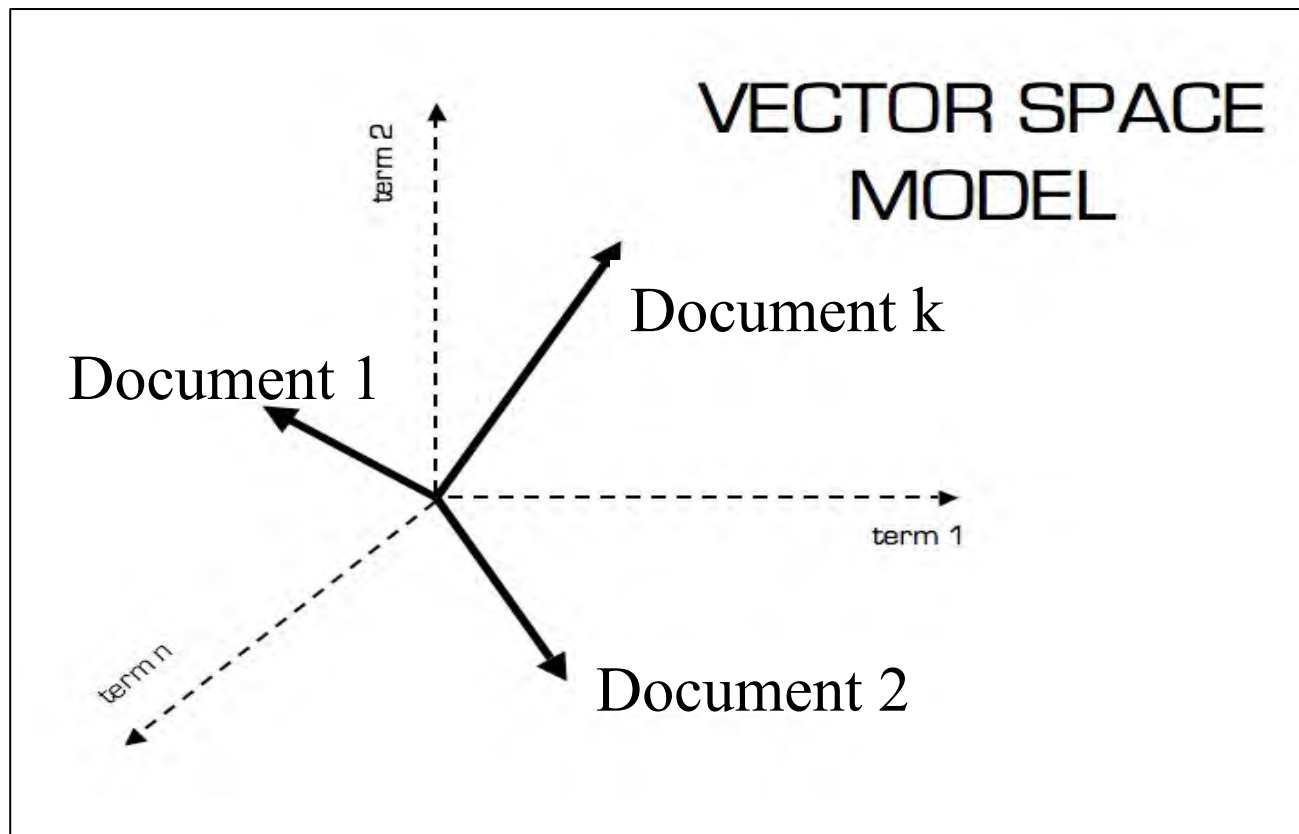 VECTOR SPACE
MODEL
term 2
Document k
Document 1
term 1
term n
Document 2